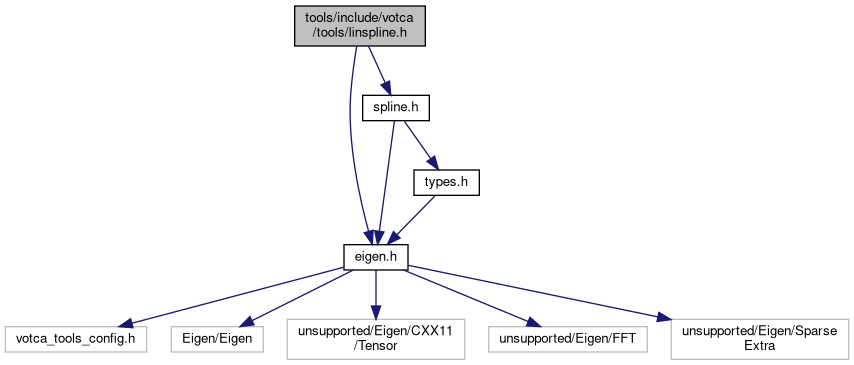 tools/include/votca
/tools/linspline.h
spline.h
types.h
eigen.h
votca_tools_config.h
Eigen/Eigen
unsupported/Eigen/CXX11
/Tensor
unsupported/Eigen/FFT
unsupported/Eigen/Sparse
Extra